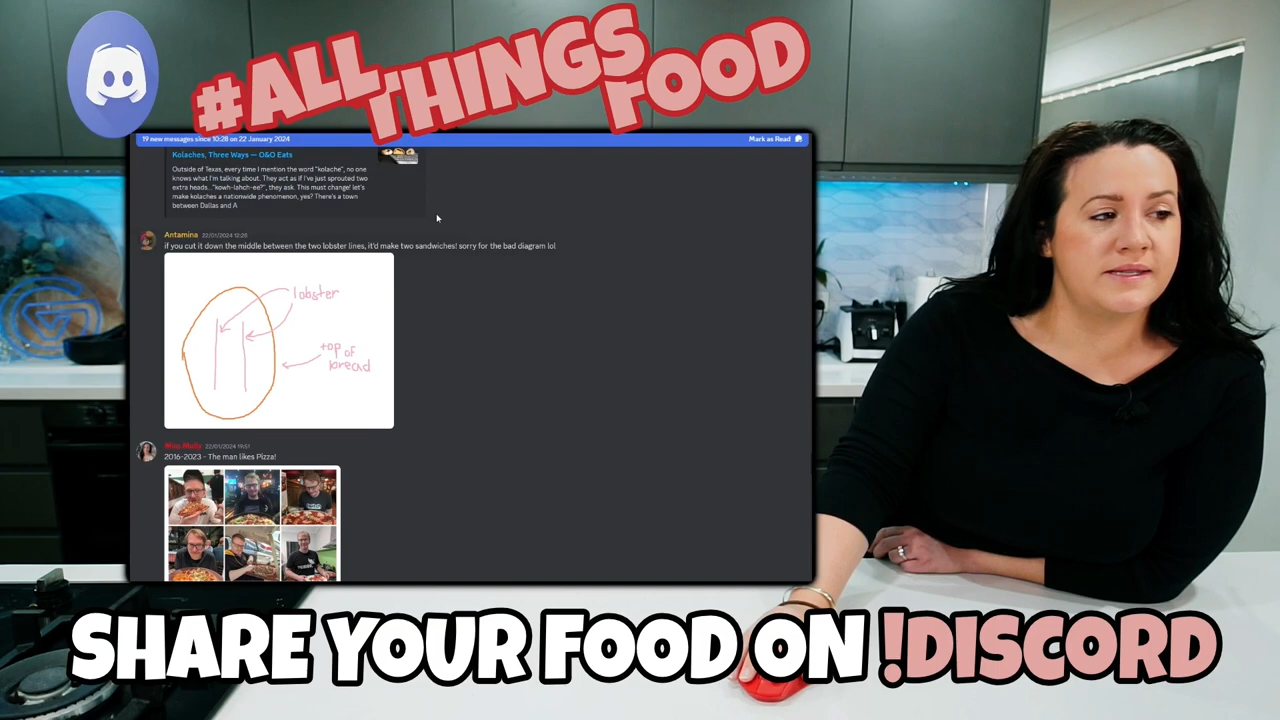 #ALL THINGS FOOD
19 new messages since 10:28 on 22 January 2024
Mark as Read
Kolaches, Three Ways — O&O Eats
Outside of Texas, every time I mention the word "kolache", no one
knows what I'm talking about. They act as if I've just sprouted two
extra heads..."kowh-lahch-ee?", they ask. This must change! let's
make kolaches a nationwide phenomenon, yes? There's a town
between Dallas and A
Antamina 22/01/2024 12:28
if you cut it down the middle between the two lobster lines, it'd make two sandwiches! sorry for the bad diagram lol
lobster
top of
bread
Miss Molly 22/01/2024 19:51
2016-2023 - The man likes Pizza!
SHARE YOUR FOOD ON !DISCORD